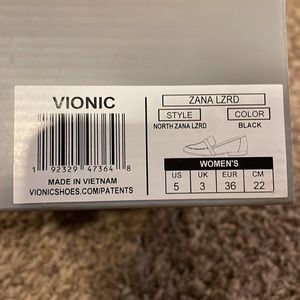 VIONIC
1 92329 47364 8
MADE IN VIETNAM
VIONICSHOES.COM/PATENTS
ZANA LZRD
STYLE COLOR
NORTH ZANA LZRD BLACK
WOMEN'S
US UK EUR CM
5 3 36 22